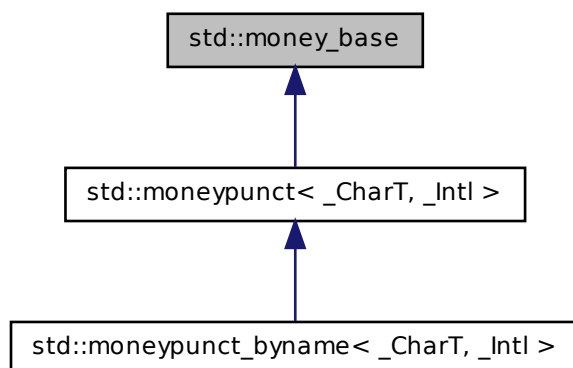 std::money_base
std::moneypunct< _CharT, _Intl >
std::moneypunct_byname< _CharT, _Intl >